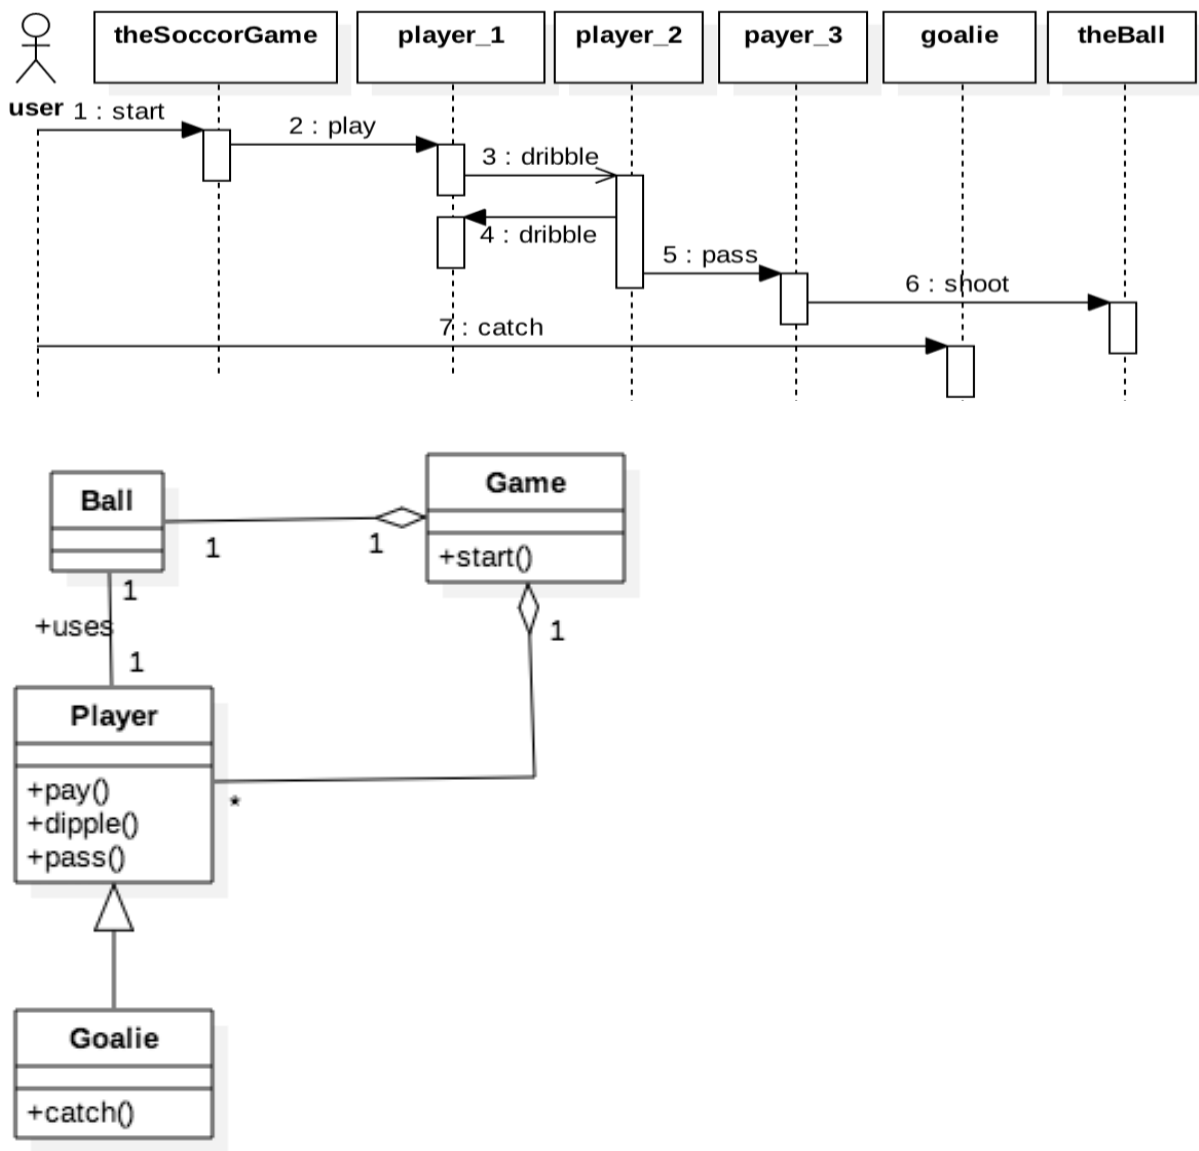 theSoccorGame
player_1
player_2
payer_3
goalie
theBall
user
1 : start
2 : play
3 : dribble
4 : dribble
5 : pass
6 : shoot
7 : catch
Ball
Game
+start()
1
1
1
+uses
1
1
Player
+pay()
+dipple()
+pass()
*
Goalie
+catch()